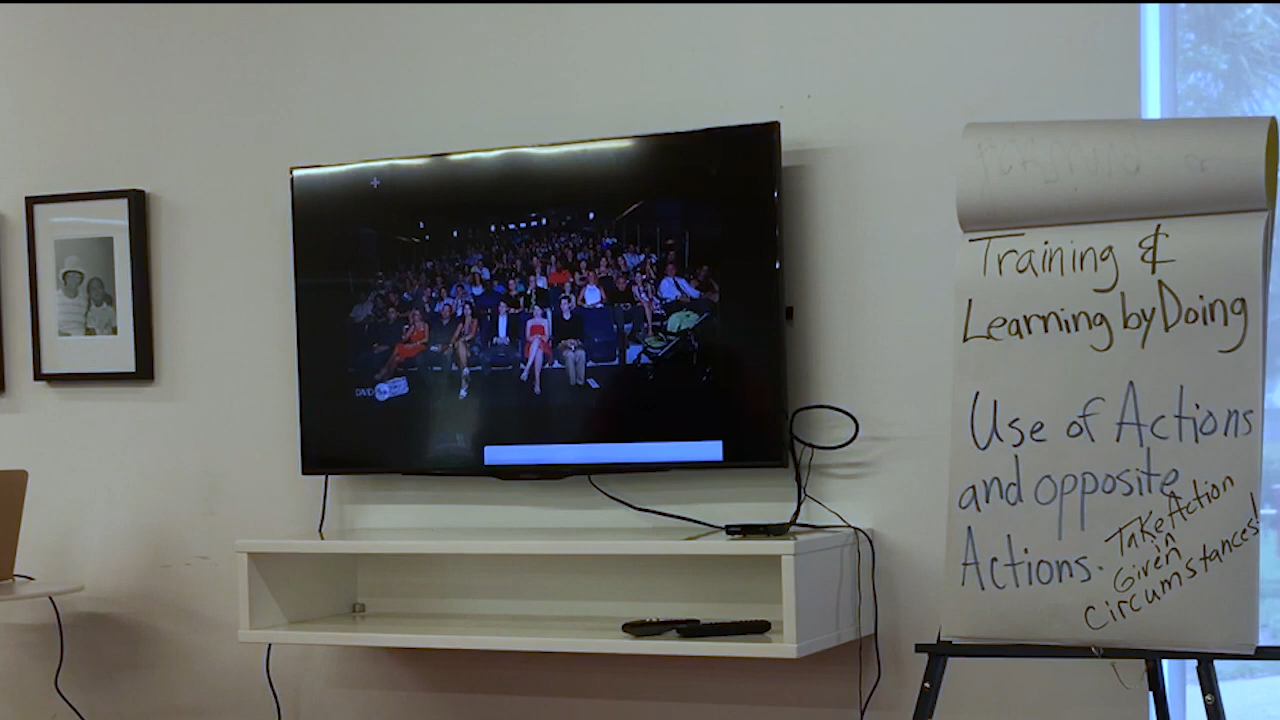 Training &
Learning by Doing
Use of Actions
and opposite
Actions.
Take Action
in
Given
Circumstances!